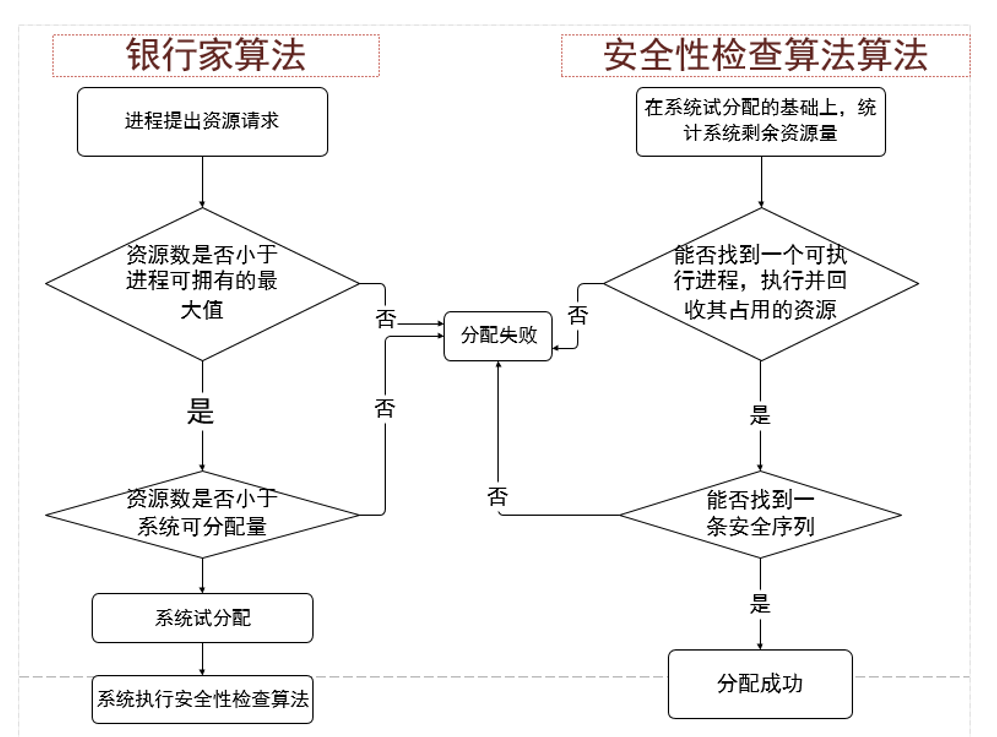 银行家算法
进程提出资源请求
资源数是否小于
进程可拥有的最
大值
是
否
资源数是否小于
系统可分配量
否
系统试分配
系统执行安全性检查算法
分配失败
安全性检查算法算法
在系统试分配的基础上，统
计系统剩余资源量
能否找到一个可执
行进程，执行并回
收其占用的资源
否
是
能否找到一
条安全序列
否
是
分配成功